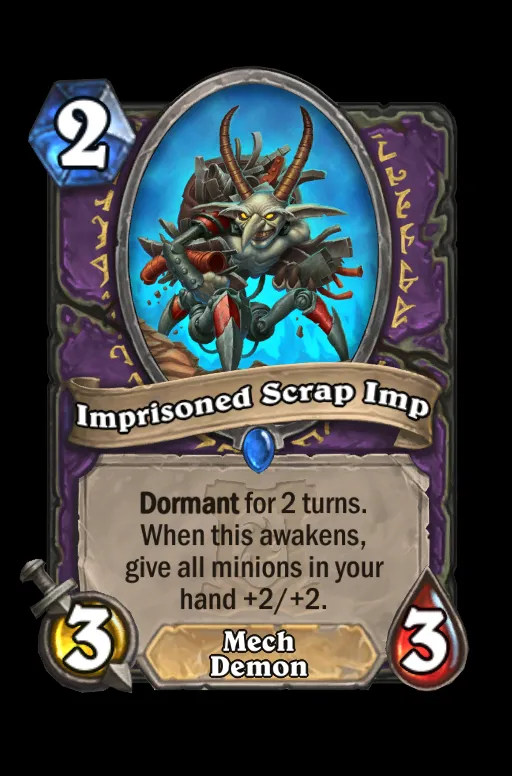 2
Imprisoned Scrap Imp
Dormant for 2 turns.
When this awakens,
give all minions in your
hand +2/+2.
3
Mech
Demon
3